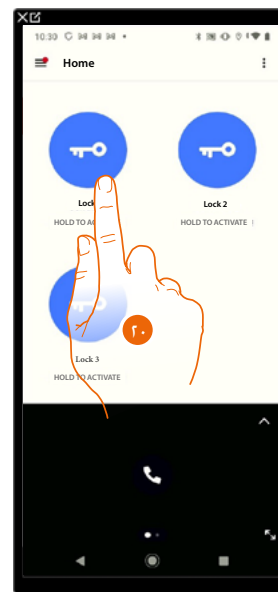 10:30
Home
Lock
Lock 2
HOLD TO AC
HOLD TO ACTIVATE
٢٠
Lock 3
HOLD TO ACTIVATE